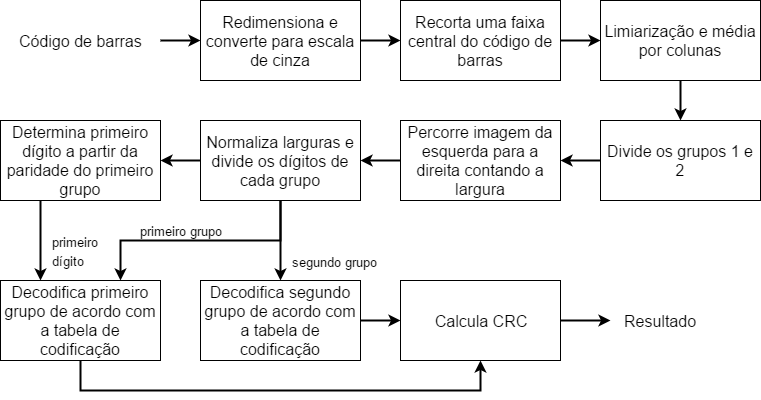 Código de barras
Redimensiona e
converte para escala
de cinza
Recorta uma faixa
central do código de
barras
Limiarização e média
por colunas
Determina primeiro
dígito a partir da
paridade do primeiro
grupo
Normaliza larguras e
divide os dígitos de
cada grupo
Percorre imagem da
esquerda para a
direita contando a
largura
Divide os grupos 1 e
2
primeiro
dígito
primeiro grupo
segundo grupo
Decodifica primeiro
grupo de acordo com
a tabela de
codificação
Decodifica segundo
grupo de acordo com
a tabela de
codificação
Calcula CRC
Resultado